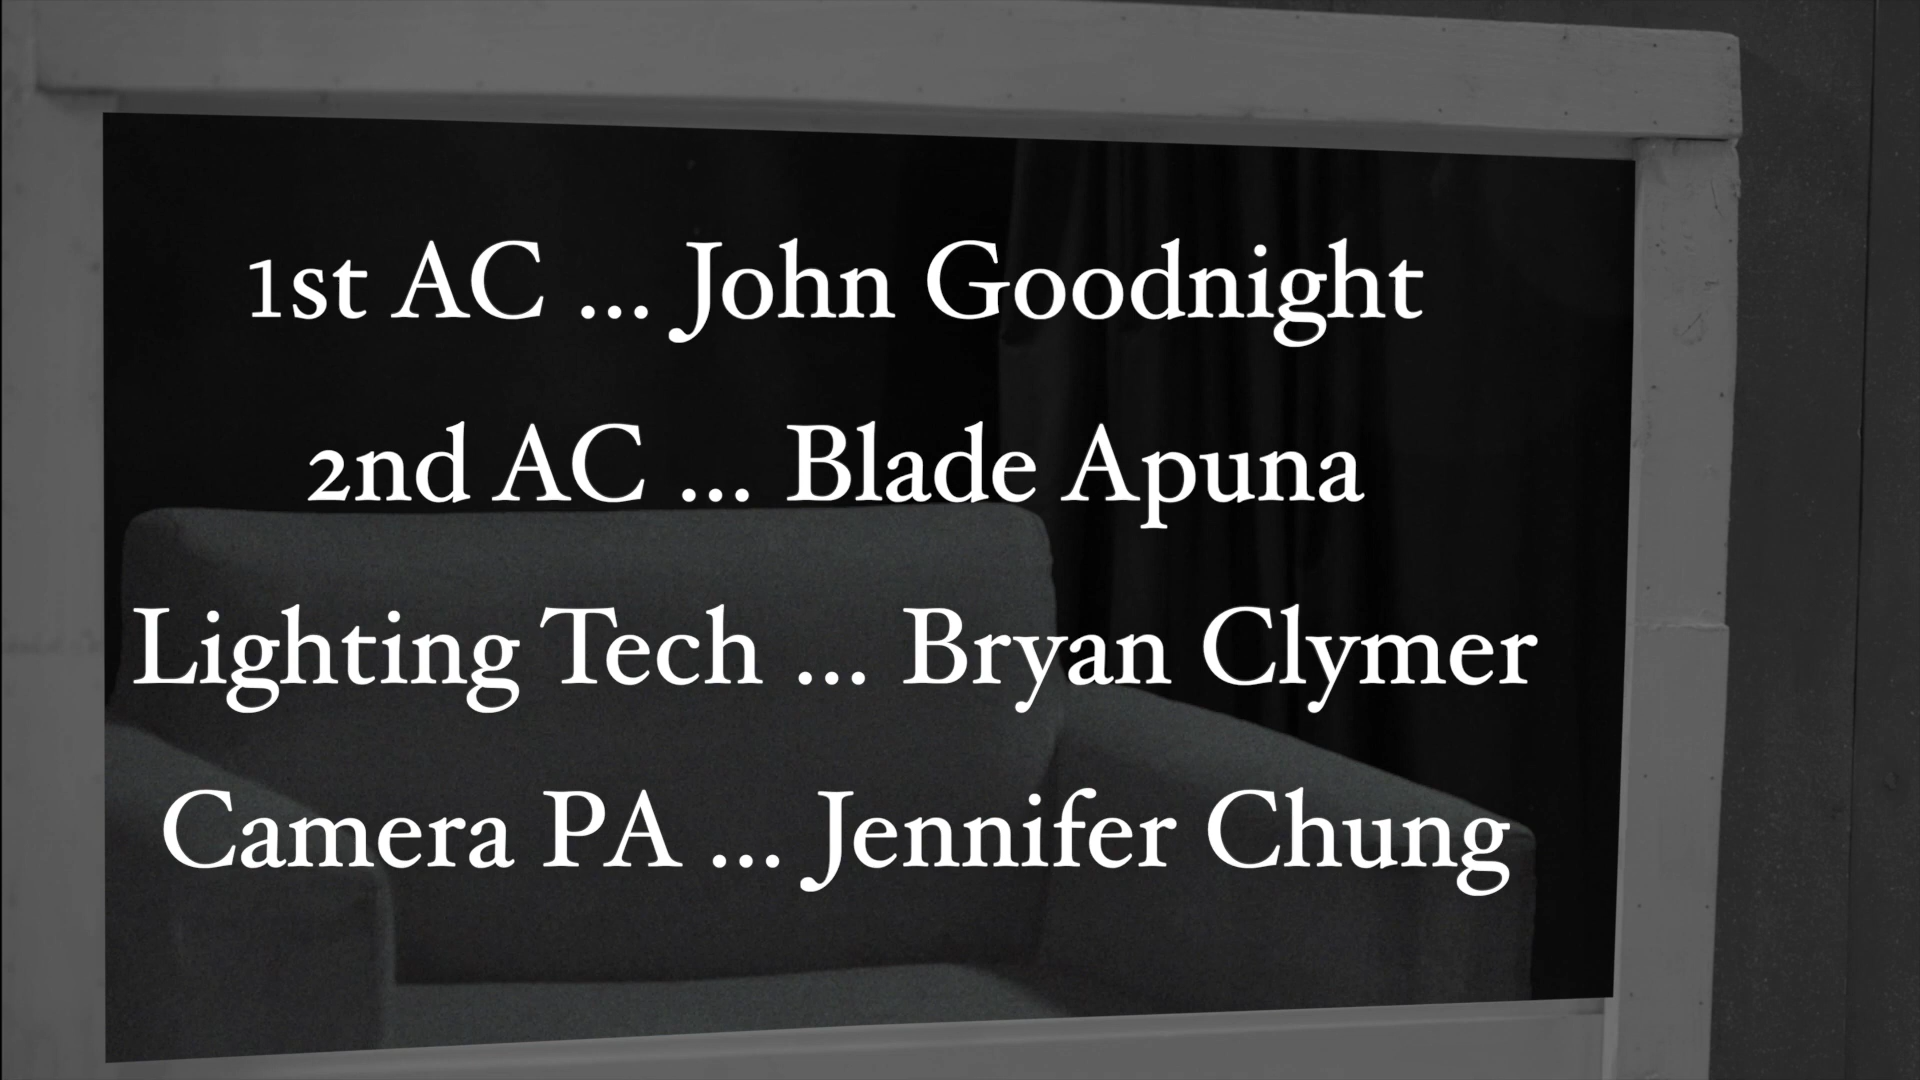 1st AC ... John Goodnight
2nd AC ... Blade Apuna
Lighting Tech ... Bryan Clymer
Camera PA ... Jennifer Chung